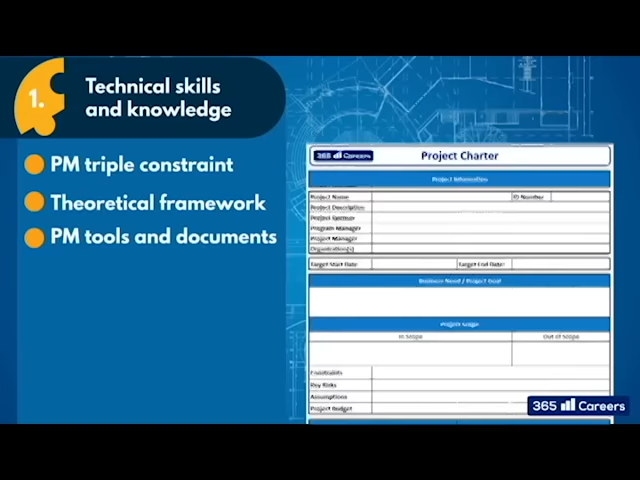 1.
Technical skills
and knowledge
PM triple constraint
Theoretical framework
PM tools and documents
365 Careers
Project Charter
Project Information
Project Name
ID Number
Project Description
Project Sponsor
Program Manager
Project Manager
Organization(s)
Target Start Date:
Target End Date:
Business Need / Project Goal
Project Scope
In Scope
Out of Scope
Constraints
Key Risks
Assumptions
Project Budget
365 Careers